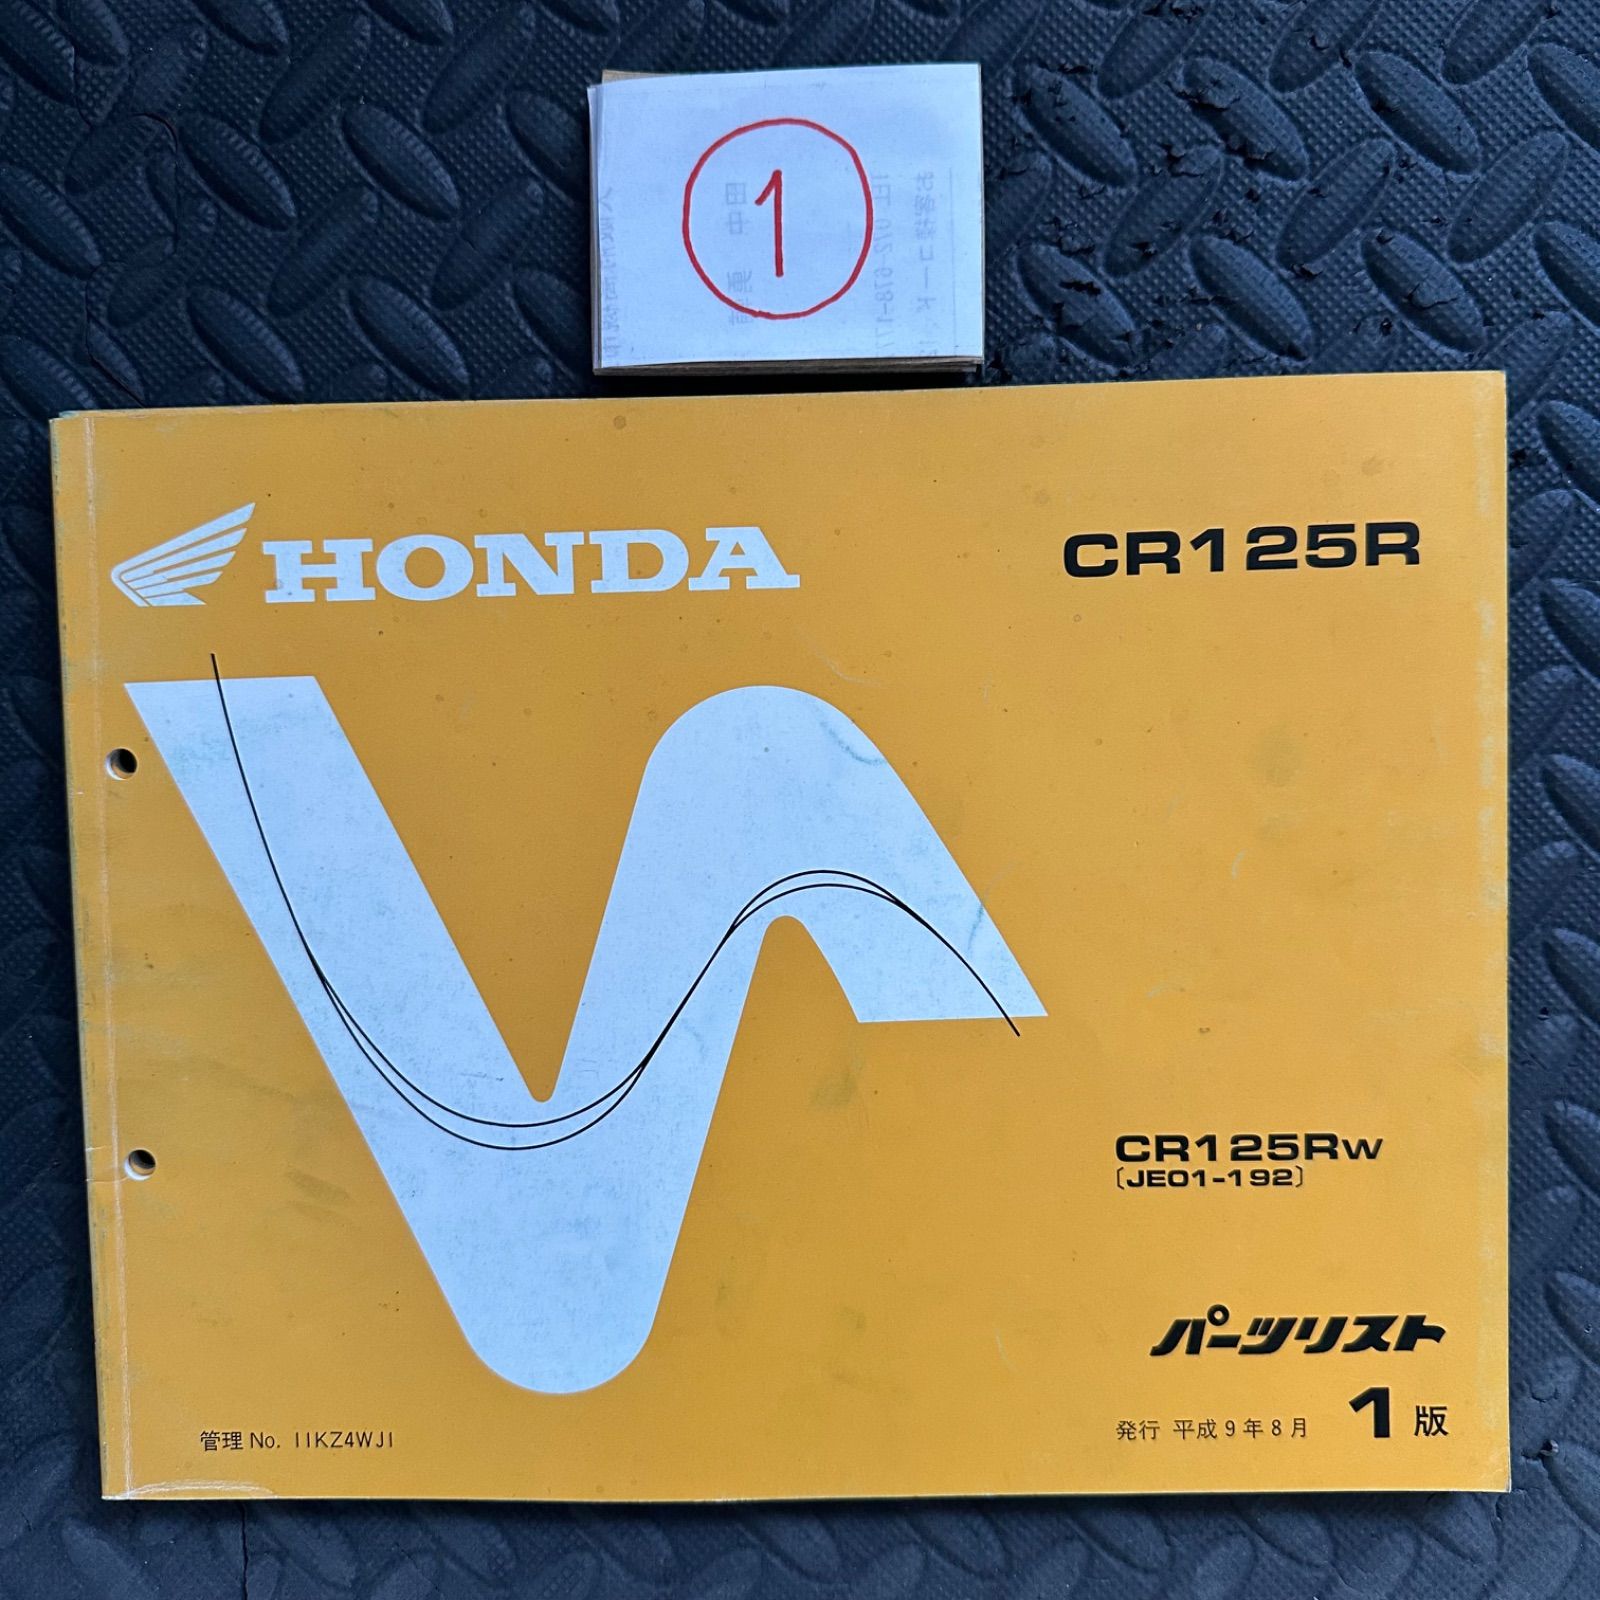 1
HONDA
CR125R
CR125RW
〔JE01-192〕
パーツリスト
管理 No. 11KZ4WJ1
発行 平成 9 年 8 月 1 版